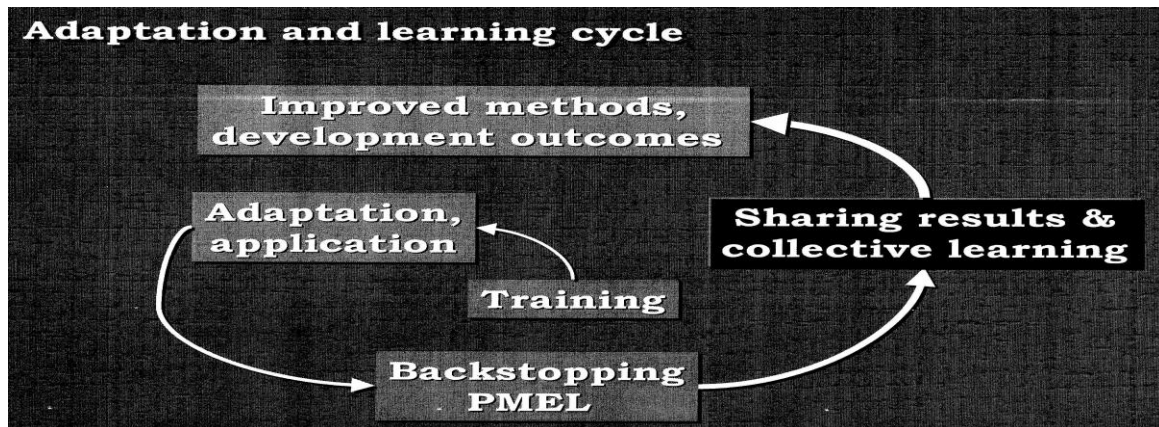 Adaptation and learning cycle
Improved methods,
development outcomes
Adaptation,
application
Sharing results &
collective learning
Training
Backstopping
PMEL